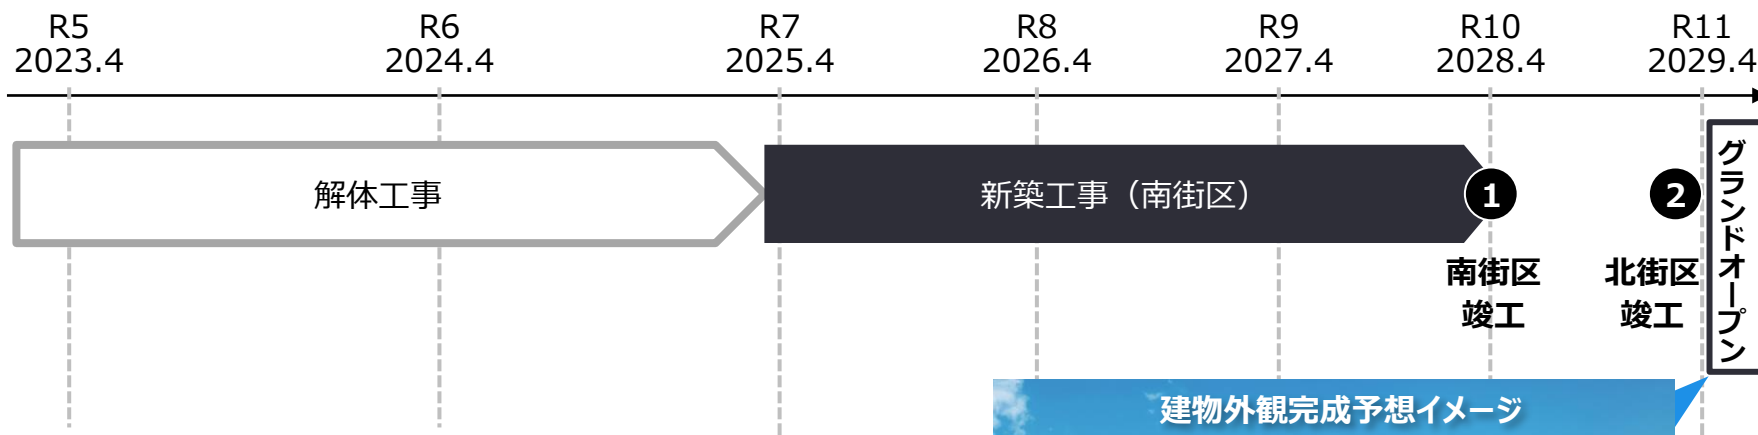 R5
2023.4
R6
2024.4
R7
2025.4
R8
2026.4
R9
2027.4
R10
2028.4
R11
2029.4
解体工事
新築工事（南街区）
1
南街区
竣工
2
北街区
竣工
グランドオープン
建物外観完成予想イメージ